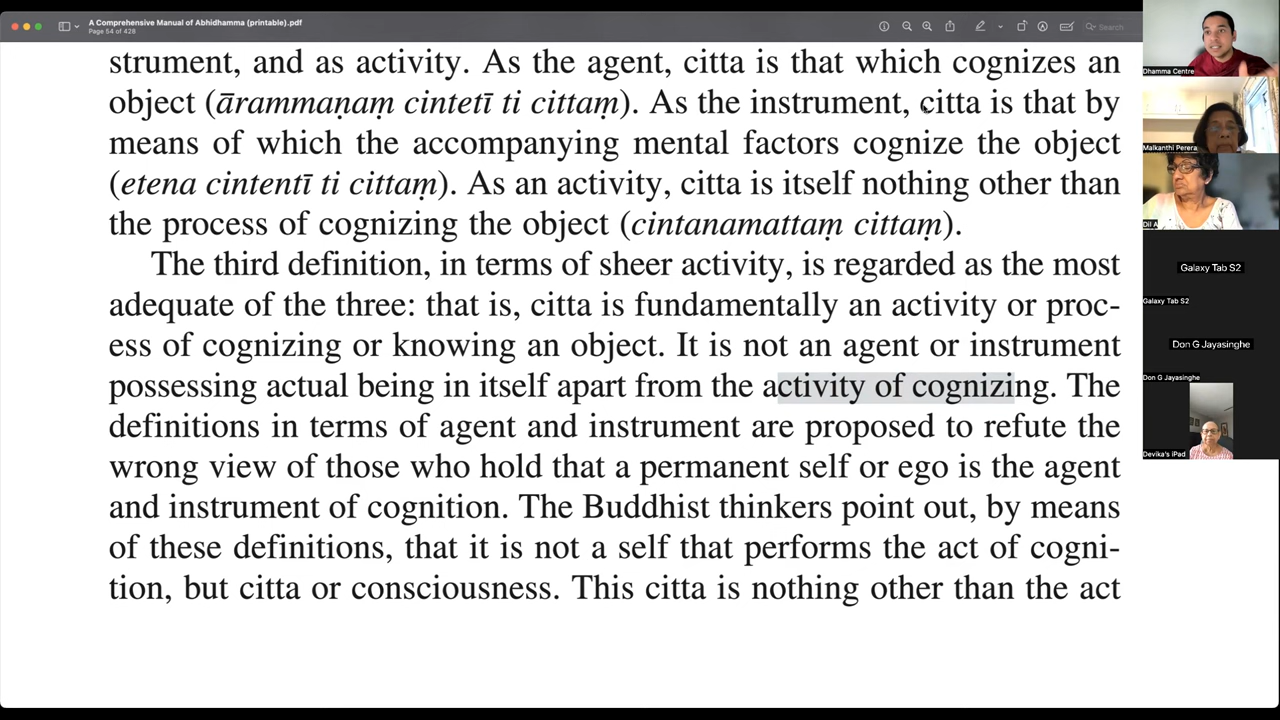 A Comprehensive Manual of Abhidhamma (printable).pdf
Page 54 of 428
Search
strument, and as activity. As the agent, citta is that which cognizes an
object (ārammaṇaṃ cintetī ti cittaṃ). As the instrument, citta is that by
means of which the accompanying mental factors cognize the object
(etena cintentī ti cittaṃ). As an activity, citta is itself nothing other than
the process of cognizing the object (cintanamattaṃ cittaṃ).
The third definition, in terms of sheer activity, is regarded as the most
adequate of the three: that is, citta is fundamentally an activity or proc-
ess of cognizing or knowing an object. It is not an agent or instrument
possessing actual being in itself apart from the activity of cognizing. The
definitions in terms of agent and instrument are proposed to refute the
wrong view of those who hold that a permanent self or ego is the agent
and instrument of cognition. The Buddhist thinkers point out, by means
of these definitions, that it is not a self that performs the act of cogni-
tion, but citta or consciousness. This citta is nothing other than the act
Dhamma Centre
Malkanthi Perera
Dil A
Galaxy Tab S2
Galaxy Tab S2
Don G Jayasinghe
Don G Jayasinghe
Devika's iPad